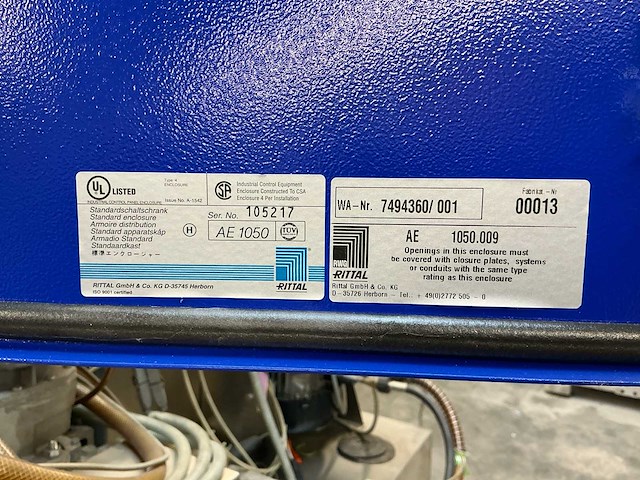 UL LISTED
Type 4
ENCLOSURE
INDUSTRIAL CONTROL PANEL ENCLOSURE
Issue No. A-1542
Industrial Control Equipment
Enclosure Constructed To CSA
Enclosure 4 Per Installation
Standardschaltschrank
Standard enclosure
Armoire distribution
Standard apparatskåp
Armadio Standard
Standaardkast
標準エンクロージャー
Ser. No. 105217
H
AE 1050
TÜV
RITTAL
RITTAL GmbH & Co. KG D-35745 Herborn
ISO 9001 certified
WA-Nr. 7494360/ 001
Fabrikat.-Nr
00013
AE 1050.009
Openings in this enclosure must
be covered with closure plates, systems
or conduits with the same type
rating as this enclosure
RITTAL
Rittal GmbH & Co. KG
D-35726 Herborn - Tel.: + 49(0)2772 505 - 0